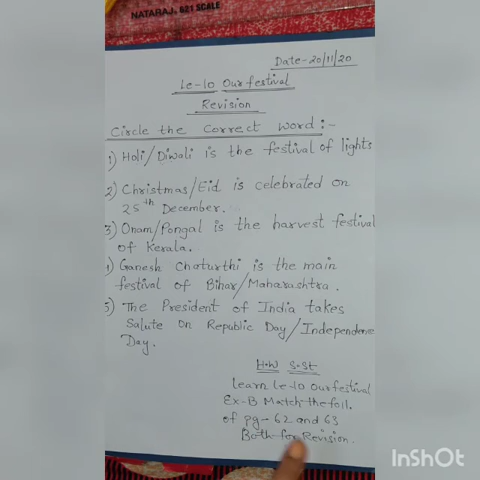 NATARAJ, 621 SCALE
Date-20/11/20
Le-10 Our festival
Revision
Circle the Correct Word:-
1) Holi/Diwali is the festival of lights
2) Christmas/Eid is celebrated on
25th December.
3) Onam/Pongal is the harvest festival
of Kerala.
4) Ganesh Chaturthi is the main
festival of Bihar/Maharashtra.
5) The President of India takes
Salute on Republic Day/Independence
Day.
H.W S.St
Learn Le-10 Our festival
Ex-B Match the foll.
of pg-62 and 63
Both for Revision.
InShOt